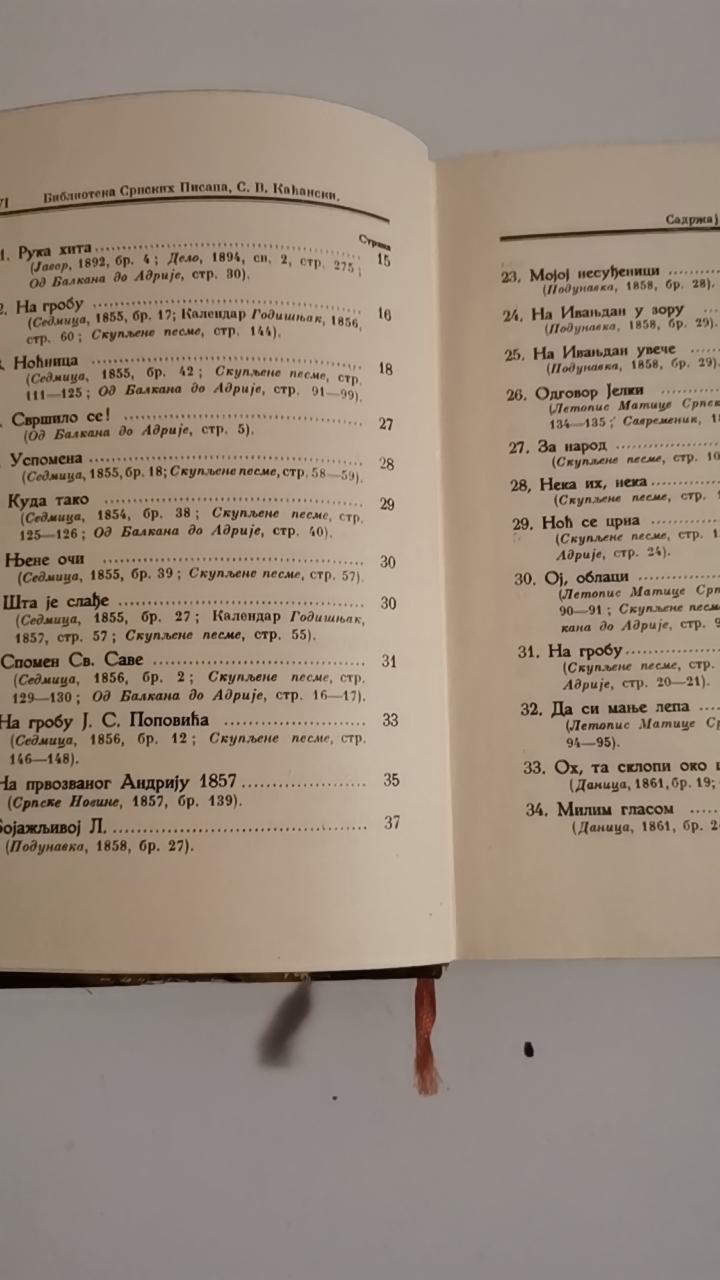 VI Библиотека Српских Писаца, С. В. Каћански.
Страна
1. Рука хита 15
(Јавор, 1892, бр. 4; Дело, 1894, св. 2, стр. 275;
Од Балкана до Адрије, стр. 30).
2. На гробу 16
(Седмица, 1855, бр. 17; Календар Годишњак, 1856,
стр. 60; Скупљене песме, стр. 144).
Ноћница 18
(Седмица, 1855, бр. 42; Скупљене песме, стр.
111—125; Од Балкана до Адрије, стр. 91—99).
Свршило се! 27
(Од Балкана до Адрије, стр. 5).
Успомена 28
(Седмица, 1855, бр. 18; Скупљене песме, стр. 58—59).
Куда тако 29
(Седмица, 1854, бр. 38; Скупљене песме, стр.
125—126; Од Балкана до Адрије, стр. 40).
Њене очи 30
(Седмица, 1855, бр. 39; Скупљене песме, стр. 57).
Шта је слађе 30
(Седмица, 1855, бр. 27; Календар Годишњак,
1857, стр. 57; Скупљене песме, стр. 55).
Спомен Св. Саве 31
(Седмица, 1856, бр. 2; Скупљене песме, стр.
129—130; Од Балкана до Адрије, стр. 16—17).
На гробу Ј. С. Поповића 33
(Седмица, 1856, бр. 12; Скупљене песме, стр.
146—148).
На првозваног Андрију 1857 35
(Српске Новине, 1857, бр. 139).
Бојажљивој Л. 37
(Подунавка, 1858, бр. 27).
Садржај
23. Мојој несуђеници
(Подунавка, 1858, бр. 28).
24. На Ивањдан у зору
(Подунавка, 1858, бр. 29).
25. На Ивањдан увече
(Подунавка, 1858, бр. 29).
26. Одговор Јелки
(Летопис Матице Српск
134—135; Савременик, 1
27. За народ
(Скупљене песме, стр. 10
28, Нека их, нека
(Скупљене песме, стр. 1
29. Ноћ се црна
(Скупљене песме, стр. 1
Адрије, стр. 24).
30. Ој, облаци
(Летопис Матице Срп
90—91; Скупљене песм
кана до Адрије, стр. 9
31. На гробу
(Скупљене песме, стр.
Адрије, стр. 20—21).
32. Да си мање лепа
(Летопис Матице Ср
94—95).
33. Ох, та склопи око
(Даница, 1861, бр. 19;
34. Милим гласом
(Даница, 1861, бр. 2